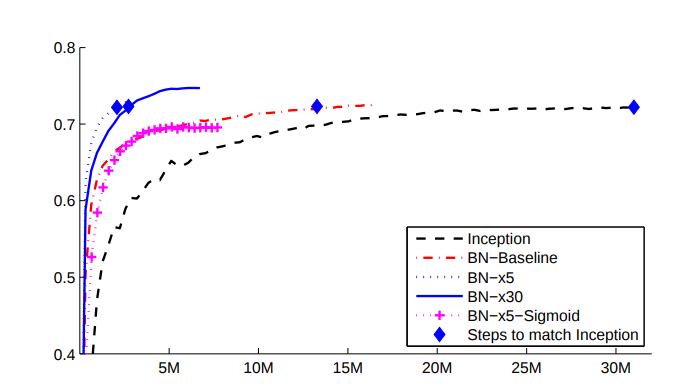 0.8
0.7
0.6
0.5
0.4
5M 10M 15M 20M 25M 30M
Inception
BN−Baseline
BN−x5
BN−x30
BN−x5−Sigmoid
Steps to match Inception